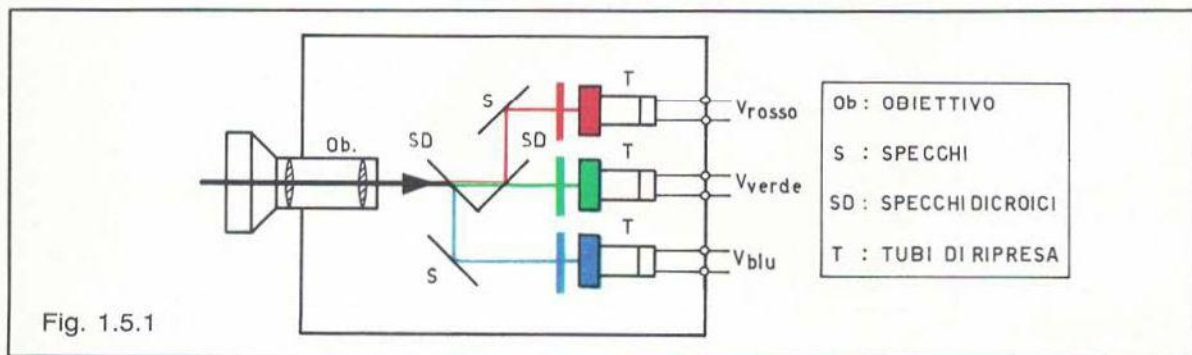 Ob.
SD
SD
S
S
T
T
T
Vrosso
Vverde
Vblu
Ob: OBIETTIVO
S : SPECCHI
SD: SPECCHI DICROICI
T : TUBI DI RIPRESA
Fig. 1.5.1